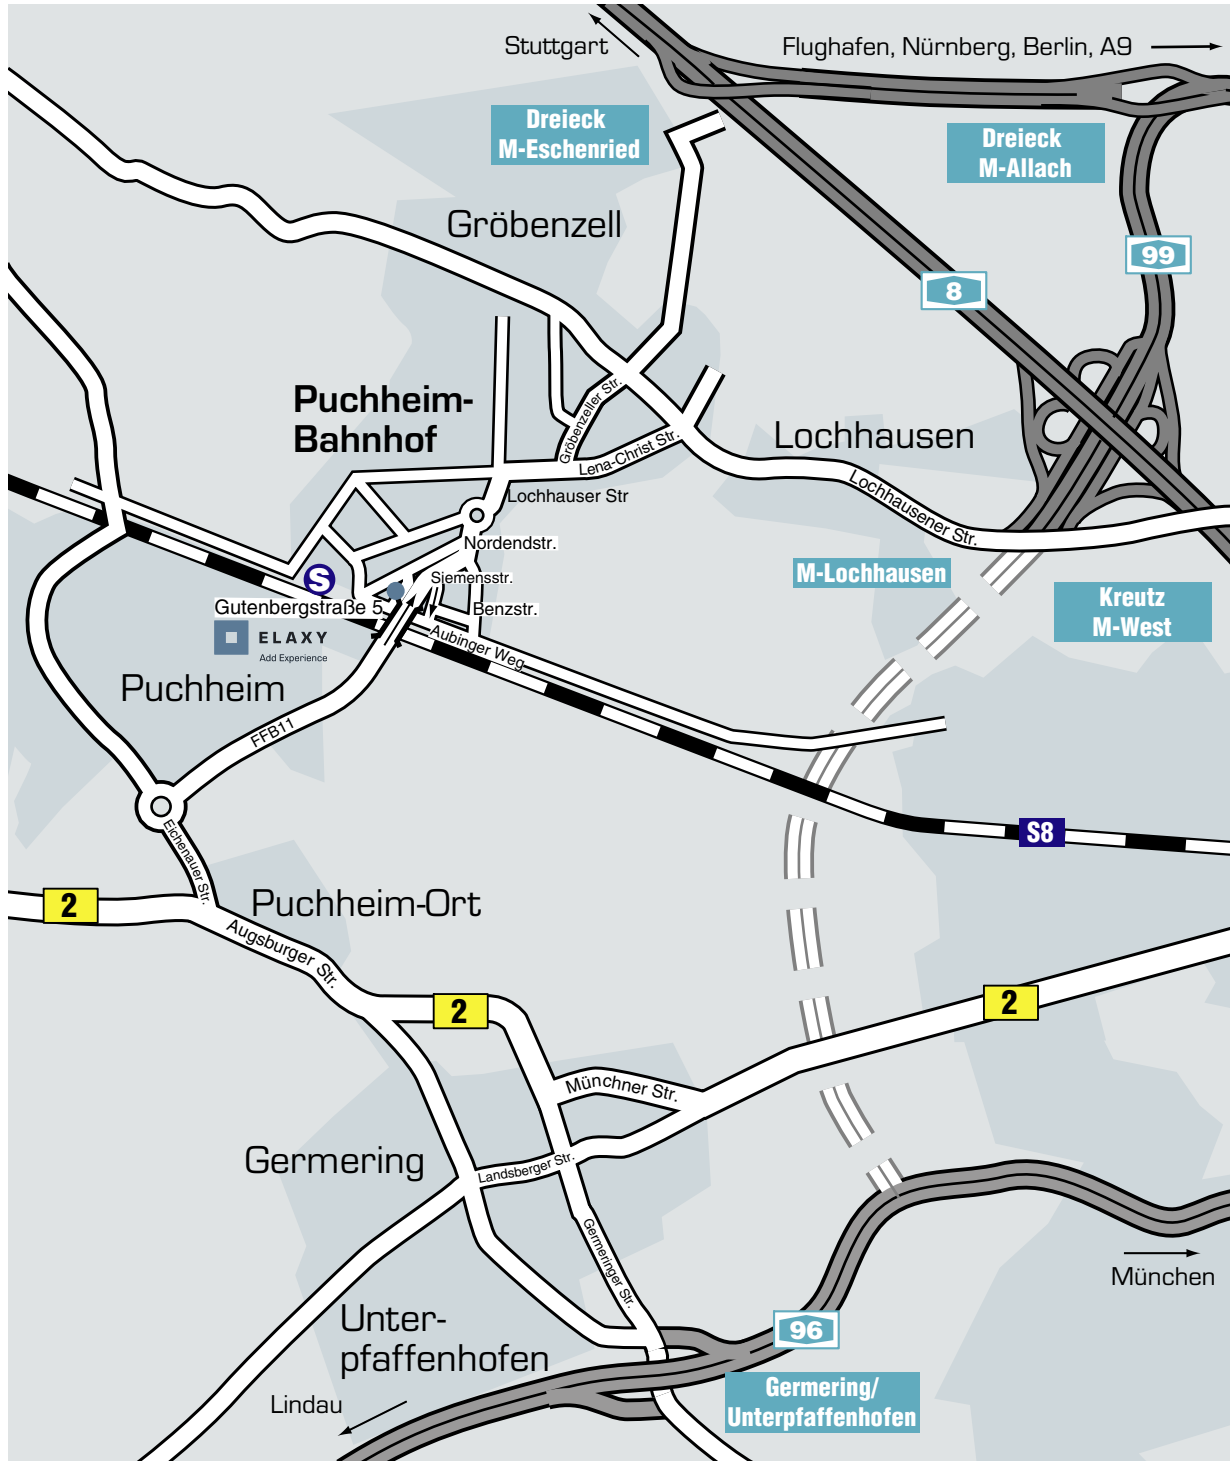 Stuttgart
Flughafen, Nürnberg, Berlin, A9
Dreieck
M-Eschenried
Dreieck
M-Allach
Gröbenzell
99
8
Puchheim-
Bahnhof
Gröbenzeller Str.
Lena-Christ Str.
Lochhausen
Lochhauser Str
Lochhausener Str.
Nordendstr.
S
Siemensstr.
M-Lochhausen
Gutenbergstraße 5
Benzstr.
Kreutz
M-West
ELAXY
Add Experience
Aubinger Weg
Puchheim
FFB11
Eichenauer Str.
S8
2
Puchheim-Ort
Augsburger Str.
2
2
Münchner Str.
Germering
Landsberger Str.
Germeringer Str.
München
Unter-
pfaffenhofen
96
Lindau
Germering/
Unterpfaffenhofen